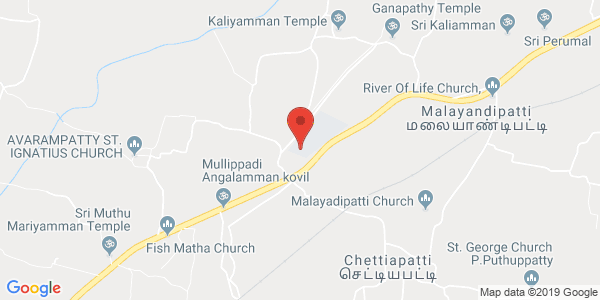 Kaliyamman Temple
Ganapathy Temple
Sri Kaliamman
Sri Perumal
River Of Life Church,
Malayandipatti
மலையாண்டிபட்டி
AVARAMPATTY ST.
IGNATIUS CHURCH
Mullippadi
Angalamman kovil
Malayadipatti Church
Sri Muthu
Mariyamman Temple
Fish Matha Church
Chettiapatti
செட்டியபட்டி
St. George Church
P.Puthuppatty
Google
Map data ©2019 Google